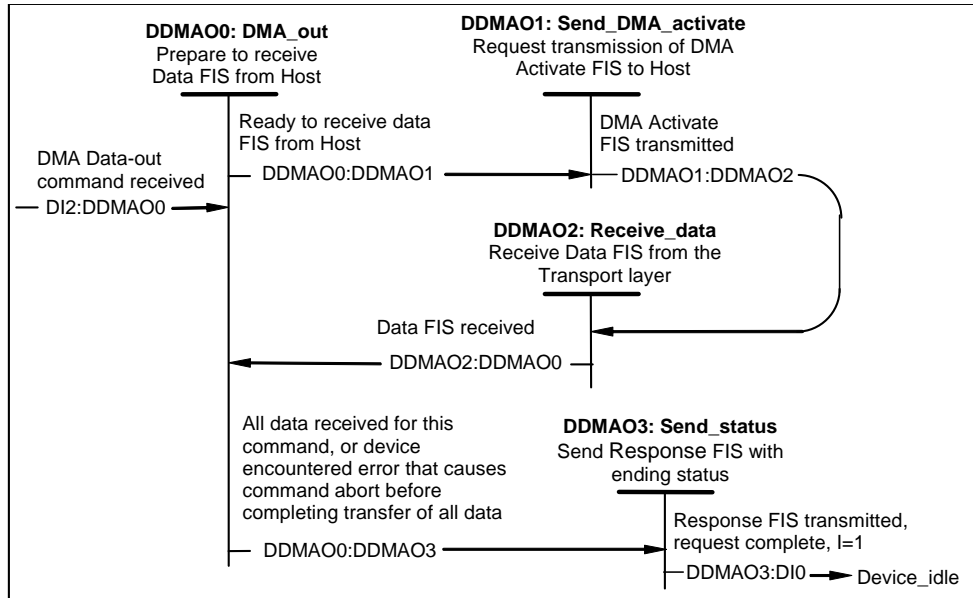 DDMAO0: DMA_out
Prepare to receive
Data FIS from Host
DDMAO1: Send_DMA_activate
Request transmission of DMA
Activate FIS to Host
Ready to receive data
FIS from Host
DDMAO0:DDMAO1
DMA Activate
FIS transmitted
DDMAO1:DDMAO2
DMA Data-out
command received
DI2:DDMAO0
DDMAO2: Receive_data
Receive Data FIS from the
Transport layer
Data FIS received
DDMAO2:DDMAO0
All data received for this
command, or device
encountered error that causes
command abort before
completing transfer of all data
DDMAO0:DDMAO3
DDMAO3: Send_status
Send Response FIS with
ending status
Response FIS transmitted,
request complete, I=1
DDMAO3:DI0
Device_idle